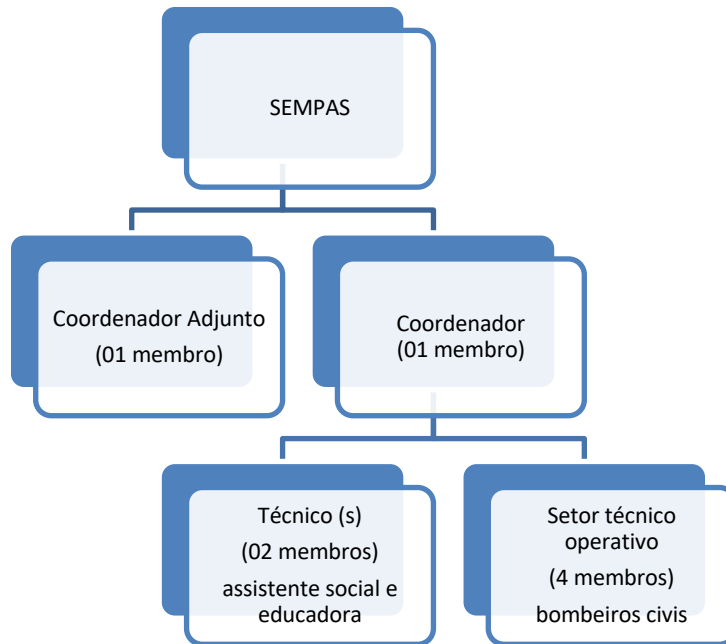 SEMPAS
Coordenador Adjunto
(01 membro)
Coordenador
(01 membro)
Técnico (s)
(02 membros)
assistente social e
educadora
Setor técnico
operativo
(4 membros)
bombeiros civis